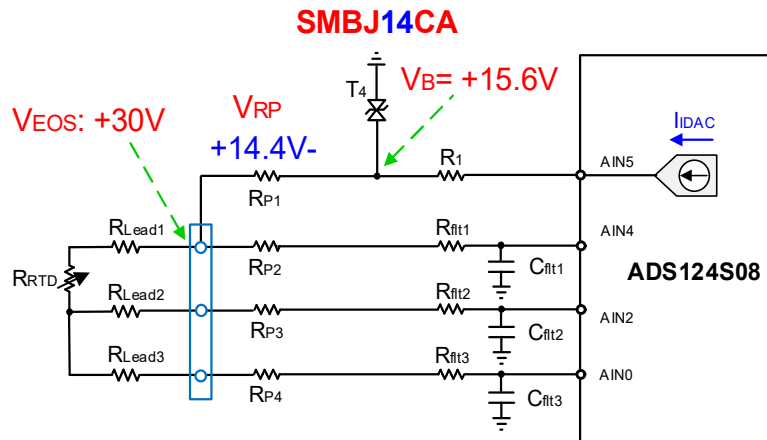 SMBJ14CA
T4
VB= +15.6V
VEOS: +30V
VRP
+14.4V-
IIDAC
R1
AIN5
RP1
RLead1
Rflt1
AIN4
RP2
Cflt1
ADS124S08
RRTD
RLead2
Rflt2
RP3
AIN2
Cflt2
RLead3
Rflt3
RP4
AIN0
Cflt3